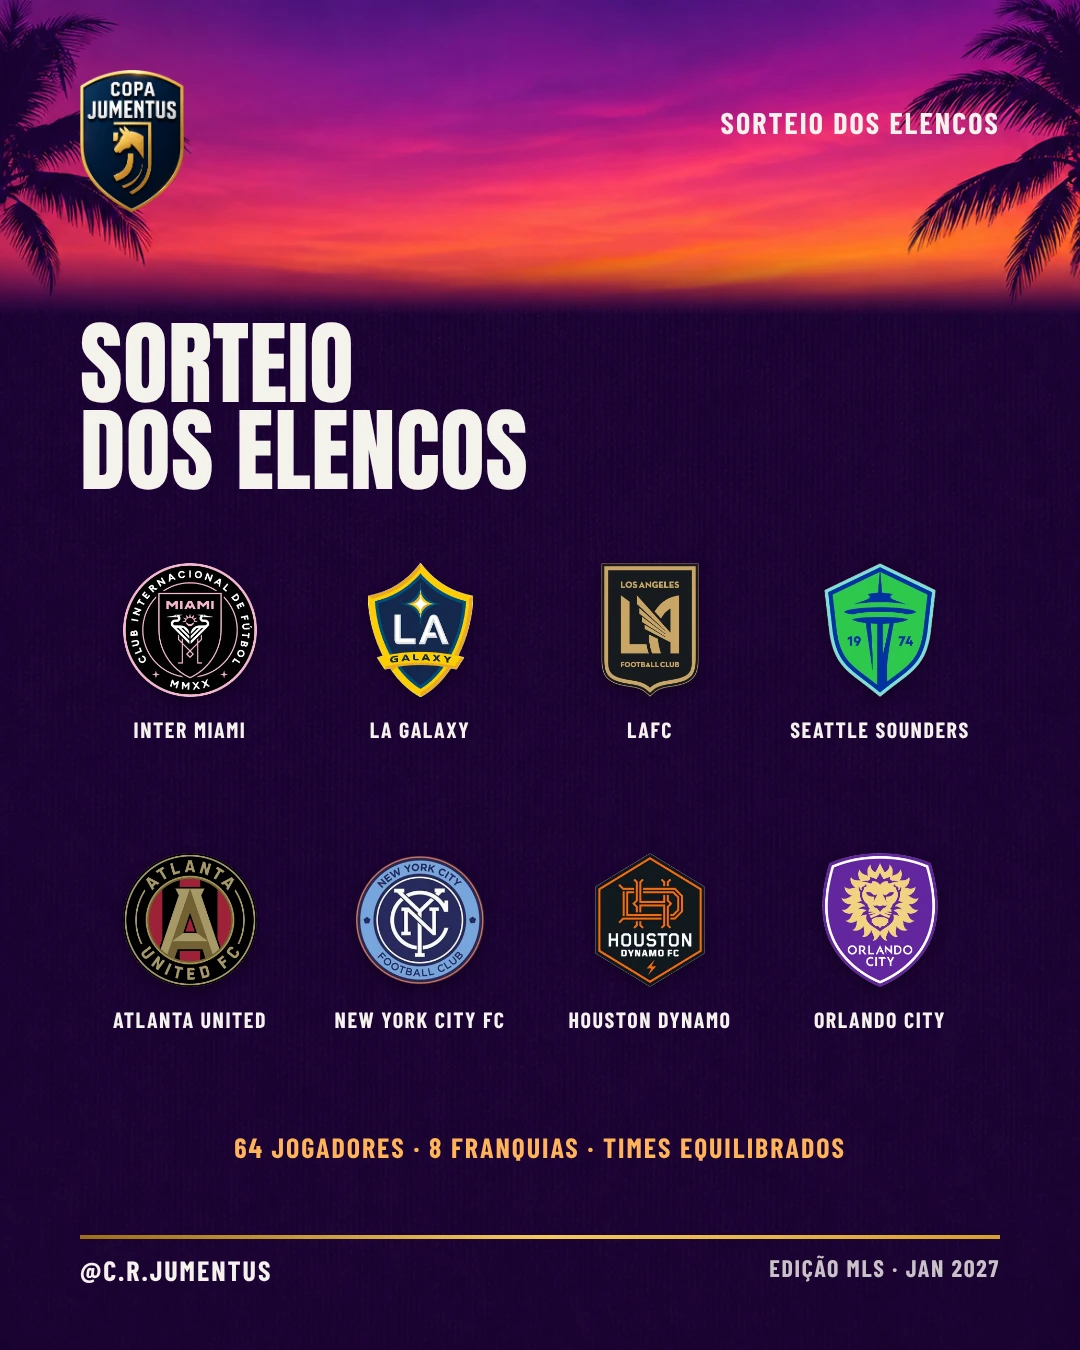 COPA
JUMENTUS
SORTEIO DOS ELENCOS
SORTEIO
DOS ELENCOS
CLUB INTERNACIONAL DE FÚTBOL
MIAMI
MMXX
LA
GALAXY
LOS ANGELES
LA
FOOTBALL CLUB
19 74
INTER MIAMI
LA GALAXY
LAFC
SEATTLE SOUNDERS
ATLANTA
A
UNITED FC
NEW YORK CITY
NYC
FOOTBALL CLUB
HD
HOUSTON
DYNAMO FC
ORLANDO
CITY
ATLANTA UNITED
NEW YORK CITY FC
HOUSTON DYNAMO
ORLANDO CITY
64 JOGADORES · 8 FRANQUIAS · TIMES EQUILIBRADOS
@C.R.JUMENTUS
EDIÇÃO MLS · JAN 2027